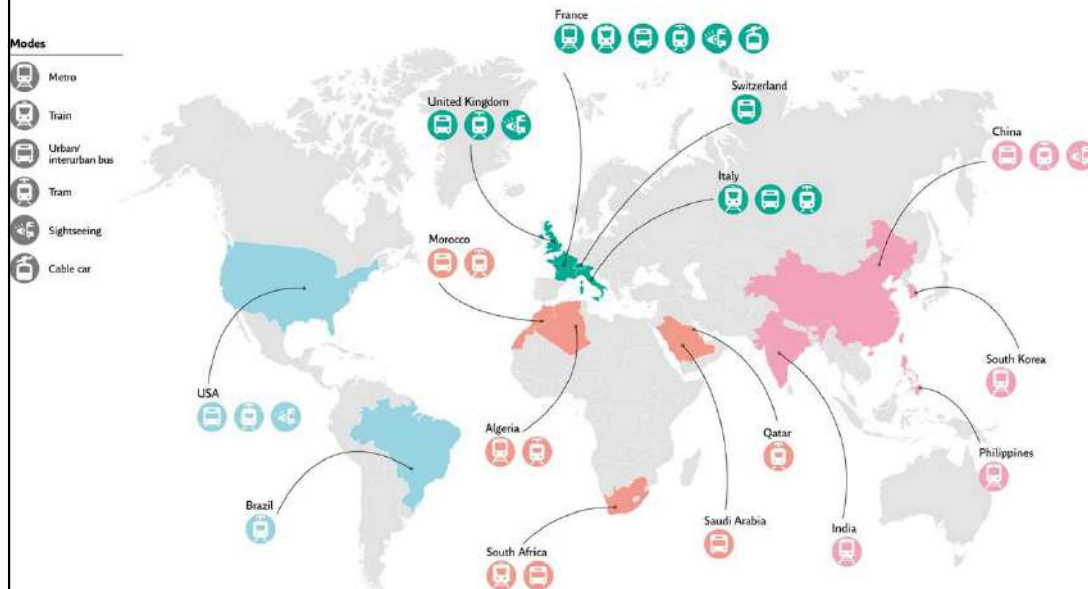 Modes
Metro
Train
Urban/
interurban bus
Tram
Sightseeing
Cable car
France
United Kingdom
Switzerland
China
Italy
Morocco
South Korea
USA
Algeria
Qatar
Philippines
Brazil
Saudi Arabia
India
South Africa